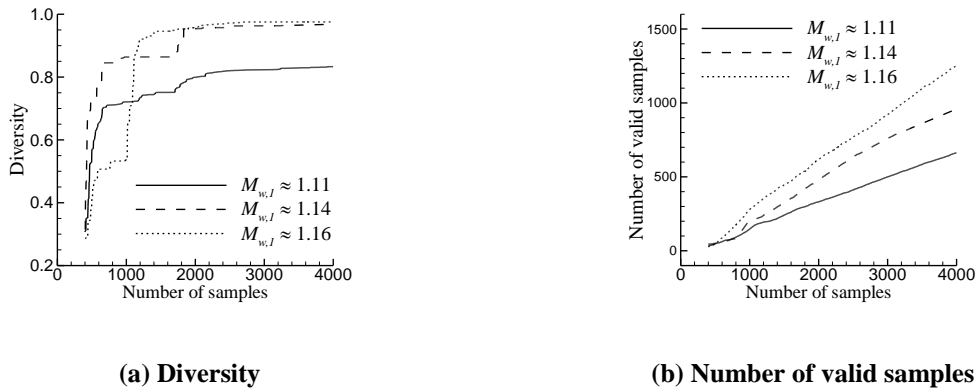 1.0
0.8
0.6
0.4
0.2
0
1000
2000
3000
4000
Diversity
Number of samples
M_{w,1} ≈ 1.11
M_{w,1} ≈ 1.14
M_{w,1} ≈ 1.16
(a) Diversity
1500
1000
500
0
0
1000
2000
3000
4000
Number of valid samples
Number of samples
M_{w,1} ≈ 1.11
M_{w,1} ≈ 1.14
M_{w,1} ≈ 1.16
(b) Number of valid samples